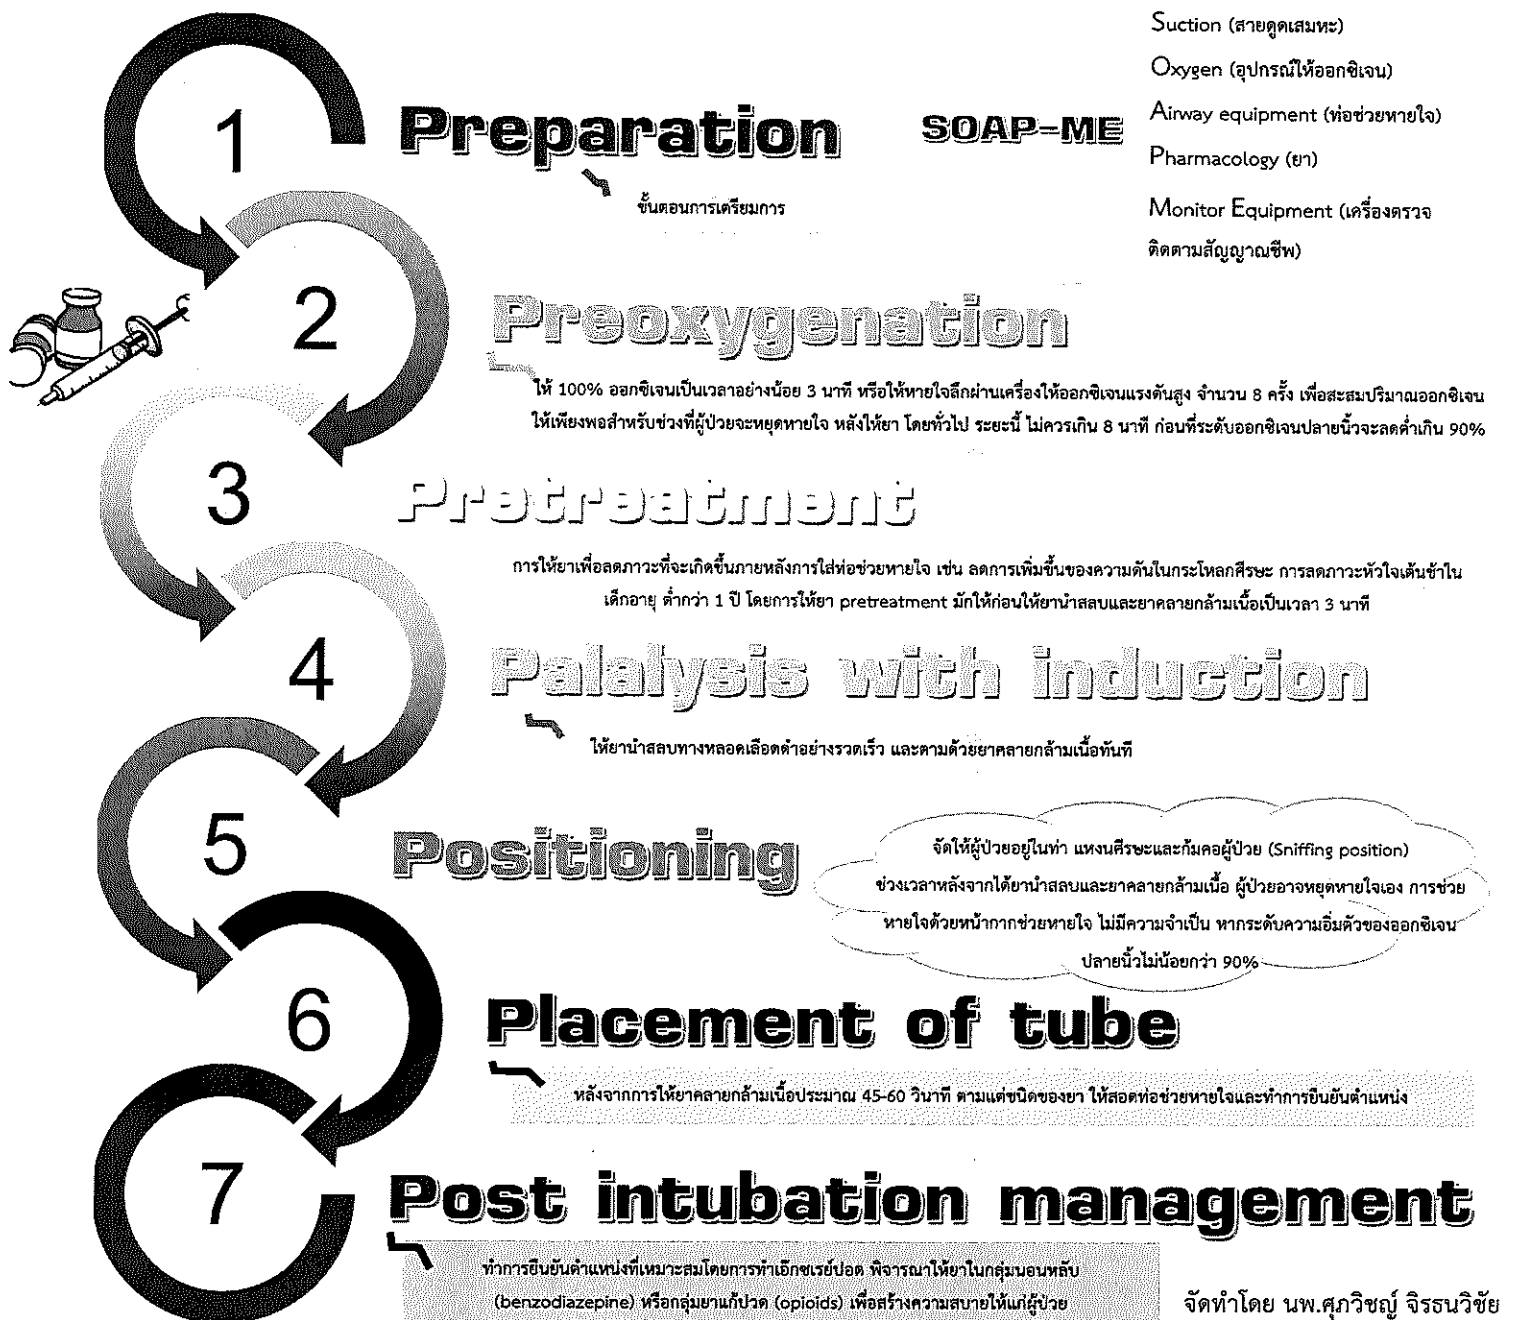 1
Preparation
ขั้นตอนการเตรียมการ
SOAP-ME
Suction (สายดูดเสมหะ)
Oxygen (อุปกรณ์ให้ออกซิเจน)
Airway equipment (ท่อช่วยหายใจ)
Pharmacology (ยา)
Monitor Equipment (เครื่องตรวจ
ติดตามสัญญาณชีพ)
2
Preoxygenation
ให้ 100% ออกซิเจนเป็นเวลาอย่างน้อย 3 นาที หรือให้หายใจลึกผ่านเครื่องให้ออกซิเจนแรงดันสูง จำนวน 8 ครั้ง เพื่อสะสมปริมาณออกซิเจน
ให้เพียงพอสำหรับช่วงที่ผู้ป่วยจะหยุดหายใจ หลังให้ยา โดยทั่วไป ระยะนี้ ไม่ควรเกิน 8 นาที ก่อนที่ระดับออกซิเจนปลายนิ้วจะลดต่ำเกิน 90%
3
Pretreatment
การให้ยาเพื่อลดภาวะที่จะเกิดขึ้นภายหลังการใส่ท่อช่วยหายใจ เช่น ลดการเพิ่มขึ้นของความดันในกระโหลกศีรษะ การลดภาวะหัวใจเต้นช้าใน
เด็กอายุ ต่ำกว่า 1 ปี โดยการให้ยา pretreatment มักให้ก่อนให้ยานำสลบและยาคลายกล้ามเนื้อเป็นเวลา 3 นาที
4
Palalysis with induction
ให้ยานำสลบทางหลอดเลือดดำอย่างรวดเร็ว และตามด้วยยาคลายกล้ามเนื้อทันที
5
Positioning
จัดให้ผู้ป่วยอยู่ในท่า แหงนศีรษะและก้มคอผู้ป่วย (Sniffing position)
ช่วงเวลาหลังจากได้ยานำสลบและยาคลายกล้ามเนื้อ ผู้ป่วยอาจหยุดหายใจเอง การช่วย
หายใจด้วยหน้ากากช่วยหายใจ ไม่มีความจำเป็น หากระดับความอิ่มตัวของออกซิเจน
ปลายนิ้วไม่น้อยกว่า 90%
6
Placement of tube
หลังจากการให้ยาคลายกล้ามเนื้อประมาณ 45-60 วินาที ตามแต่ชนิดของยา ให้สอดท่อช่วยหายใจและทำการยืนยันตำแหน่ง
7
Post intubation management
ทำการยืนยันตำแหน่งที่เหมาะสมโดยการทำเอ๊กซเรย์ปอด พิจารณาให้ยาในกลุ่มนอนหลับ
(benzodiazepine) หรือกลุ่มยาแก้ปวด (opioids) เพื่อสร้างความสบายให้แก่ผู้ป่วย
จัดทำโดย นพ.ศุภวิชญ์ จิรธนวิชัย